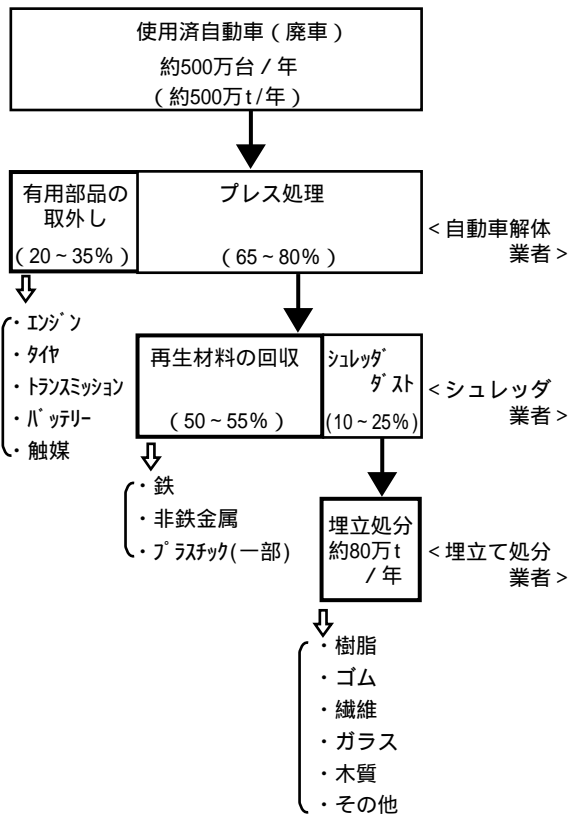 使用済自動車（廃車）
約500万台／年
（約500万t/年）
有用部品の
取外し
（20～35％）
プレス処理
（65～80％）
＜自動車解体
業者＞
・ｴﾝｼﾞﾝ
・ﾀｲﾔ
・ﾄﾗﾝｽﾐｯｼｮﾝ
・ﾊﾞｯﾃﾘｰ
・触媒
再生材料の回収
（50～55％）
ｼｭﾚｯﾀﾞ
ﾀﾞｽﾄ
(10～25％)
＜シュレッダ
業者＞
・鉄
・非鉄金属
・ﾌﾟﾗｽﾁｯｸ(一部)
埋立処分
約80万t
／年
＜埋立て処分
業者＞
・樹脂
・ゴム
・繊維
・ガラス
・木質
・その他